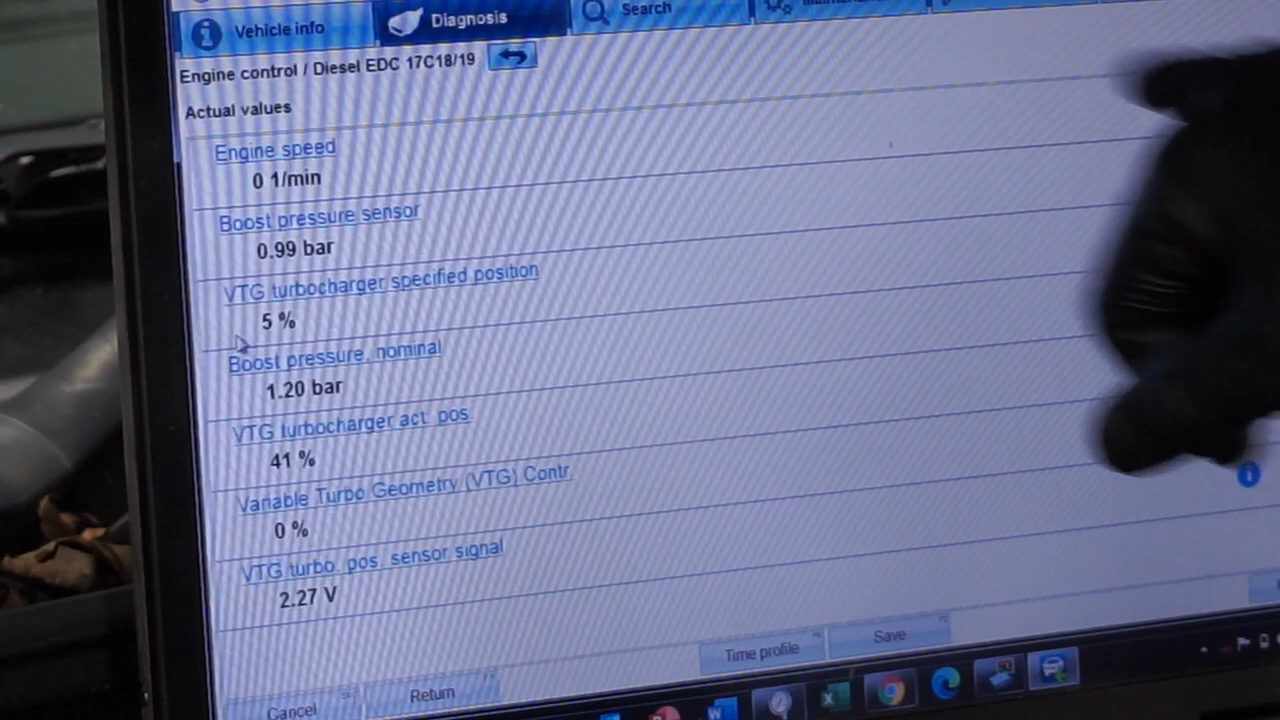 Vehicle info
Diagnosis
Search
Engine control / Diesel EDC 17C18/19
Actual values
Engine speed
0 1/min
Boost pressure sensor
0.99 bar
VTG turbocharger specified position
5 %
Boost pressure, nominal
1.20 bar
VTG turbocharger act. pos.
41 %
Variable Turbo Geometry (VTG) Contr.
0 %
VTG turbo. pos. sensor signal
2.27 V
Time profile
Save
Cancel
Return